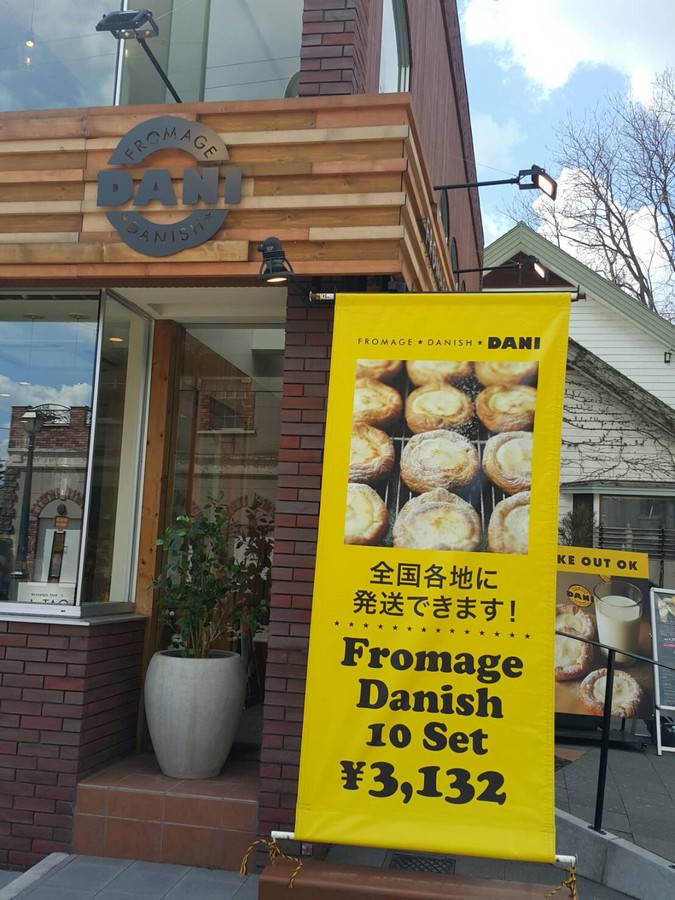 FROMAGE
DANI
DANISH
FROMAGE ★ DANISH ★ DANI
全国各地に
発送できます!
Fromage
Danish
10 Set
¥3,132
KE OUT OK
DANI